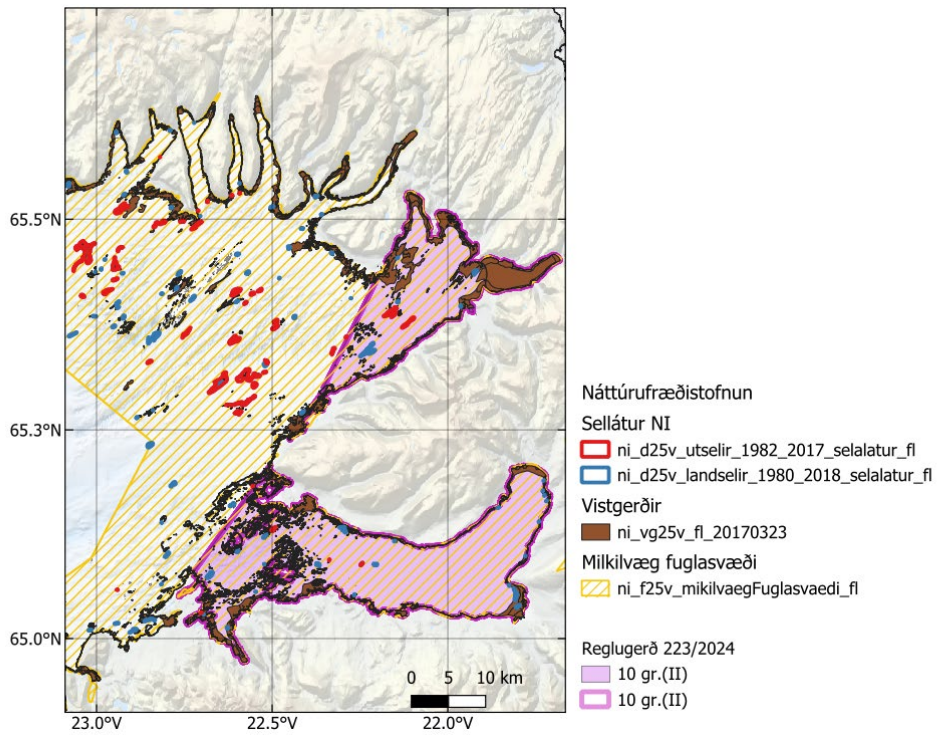 65.5°N
65.3°N
65.0°N
0 5 10 km
23.0°V 22.5°V 22.0°V
Náttúrufræðistofnun
Sellátur NI
ni_d25v_utselir_1982_2017_selalatur_fl
ni_d25v_landselir_1980_2018_selalatur_fl
Vistgerðir
ni_vg25v_fl_20170323
Milkilvæg fuglasvæði
ni_f25v_mikilvaegFuglasvaedi_fl
Reglugerð 223/2024
10 gr.(II)
10 gr.(II)